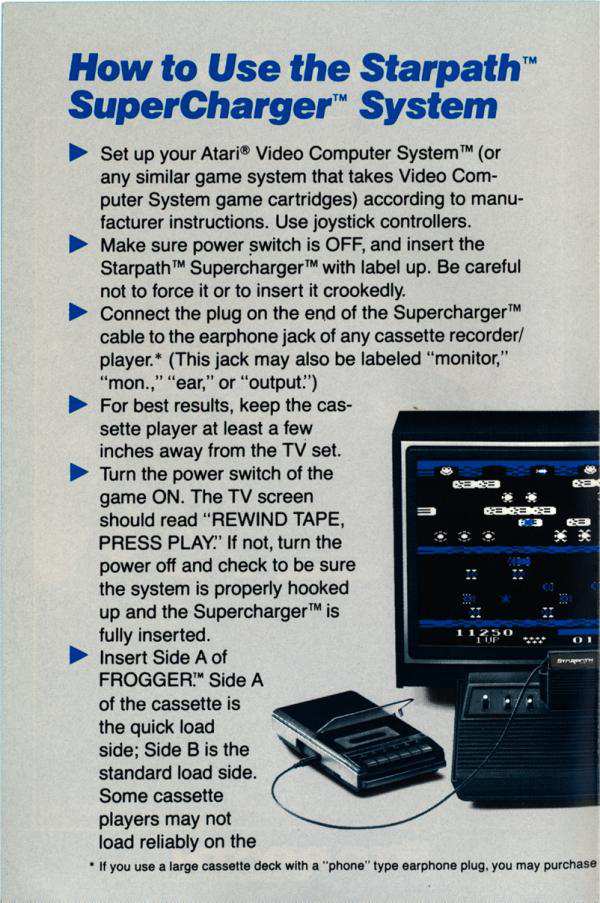 How to Use the Starpath™
SuperCharger™ System
Set up your Atari® Video Computer System™ (or
any similar game system that takes Video Com-
puter System game cartridges) according to manu-
facturer instructions. Use joystick controllers.
Make sure power switch is OFF, and insert the
Starpath™ Supercharger™ with label up. Be careful
not to force it or to insert it crookedly.
Connect the plug on the end of the Supercharger™
cable to the earphone jack of any cassette recorder/
player.* (This jack may also be labeled "monitor,"
"mon.," "ear," or "output.")
For best results, keep the cas-
sette player at least a few
inches away from the TV set.
Turn the power switch of the
game ON. The TV screen
should read "REWIND TAPE,
PRESS PLAY." If not, turn the
power off and check to be sure
the system is properly hooked
up and the Supercharger™ is
fully inserted.
Insert Side A of
FROGGER.™ Side A
of the cassette is
the quick load
side; Side B is the
standard load side.
Some cassette
players may not
load reliably on the
11250
1 UP
01
STARPATH
* If you use a large cassette deck with a "phone" type earphone plug, you may purchase